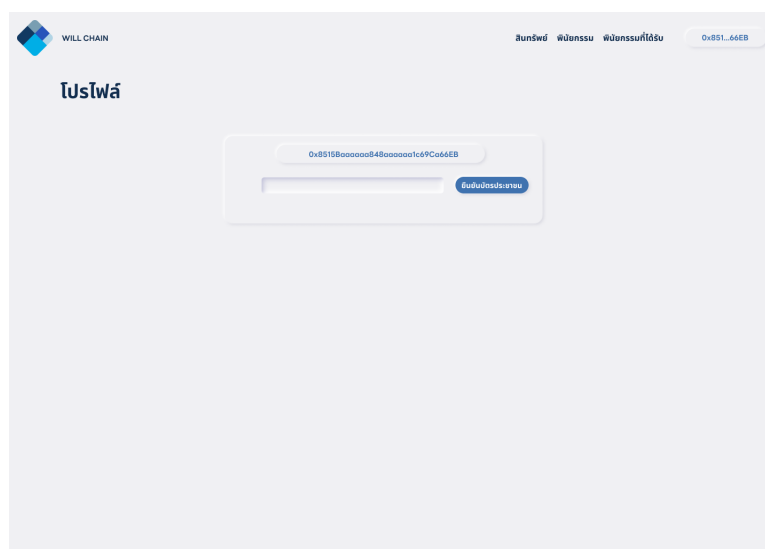 WILL CHAIN
สินทรัพย์ พินัยกรรม พินัยกรรมที่ได้รับ 0x851...66EB
โปรไฟล์
0x8515Baaaaaa848aaaaaa1c69Ca66EB
ยืนยันบัตรประชาชน